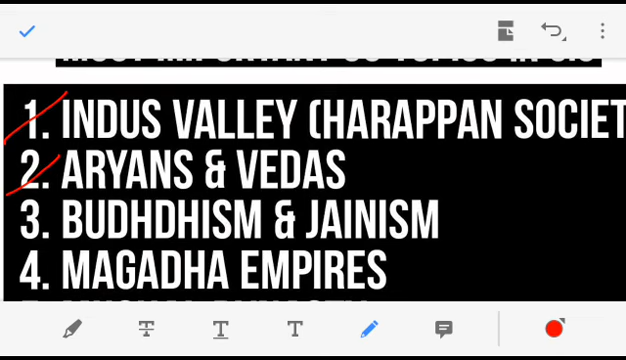 1. INDUS VALLEY (HARAPPAN SOCIET
2. ARYANS & VEDAS
3. BUDHDHISM & JAINISM
4. MAGADHA EMPIRES